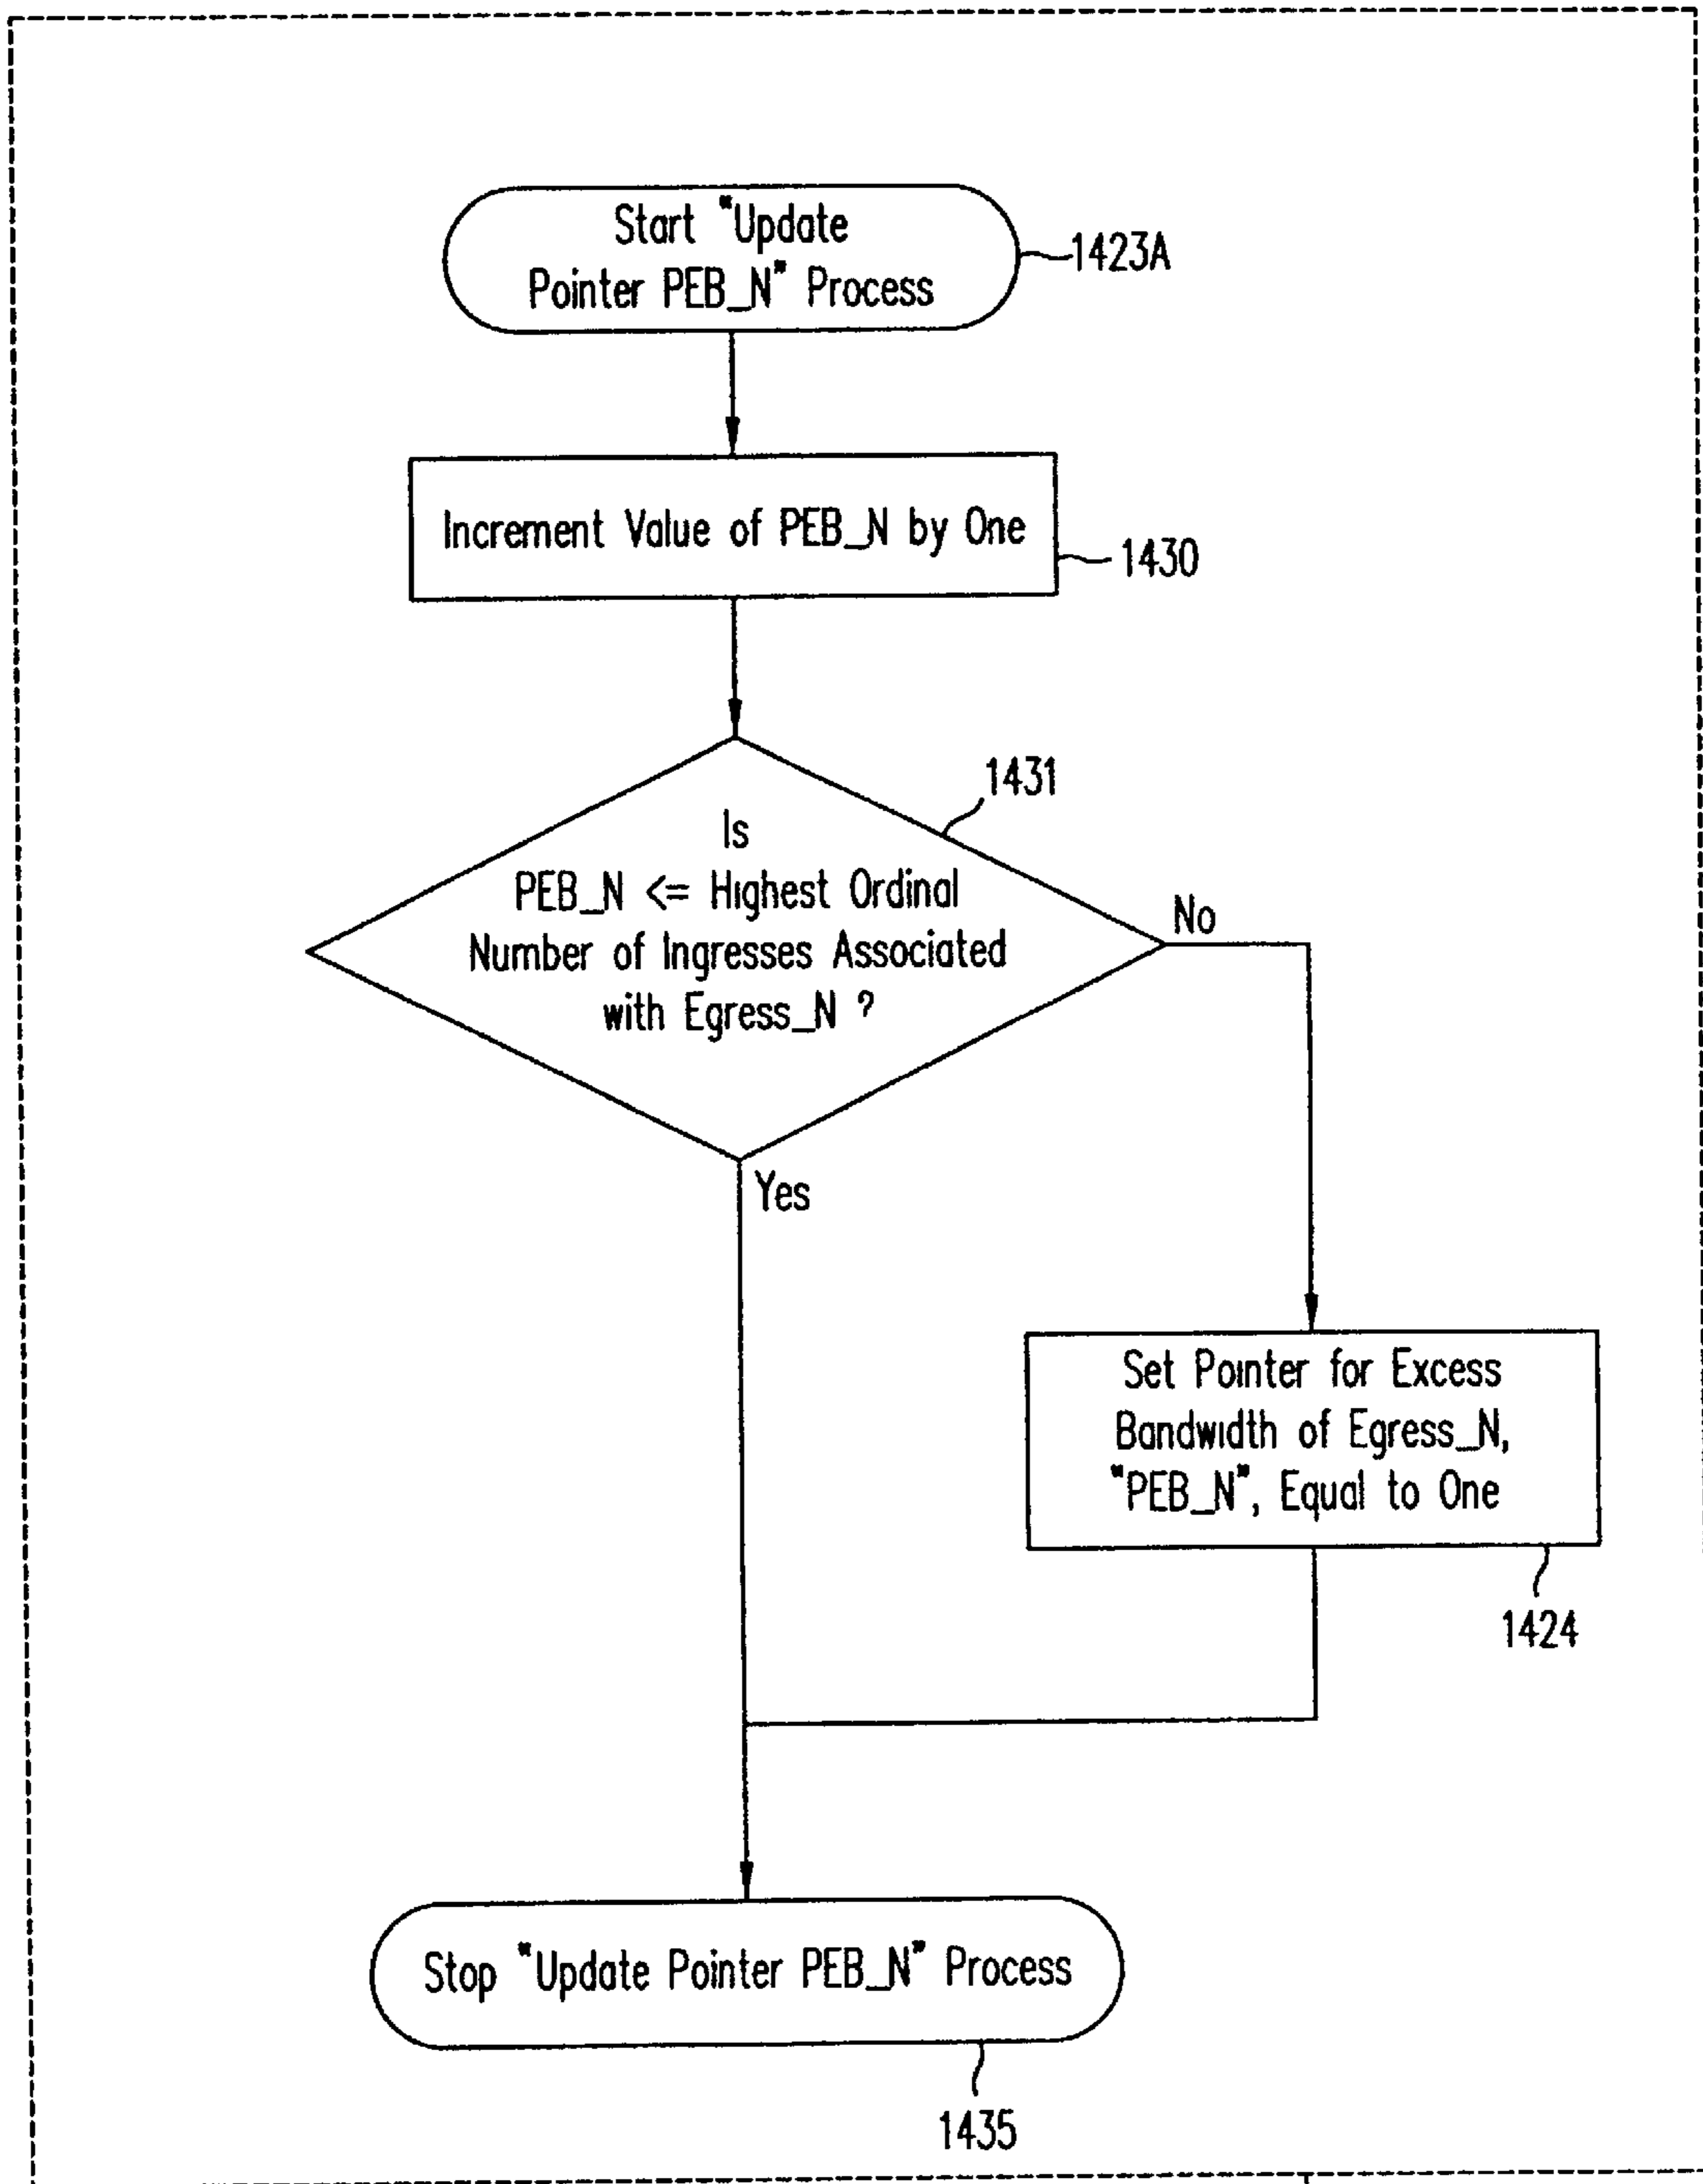 Start "Update
Pointer PEB_N" Process
1423A
Increment Value of PEB_N by One
1430
1431
Is
PEB_N <= Highest Ordinal
Number of Ingresses Associated
with Egress_N ?
No
Yes
Set Pointer for Excess
Bandwidth of Egress_N,
"PEB_N", Equal to One
1424
Stop "Update Pointer PEB_N" Process
1435